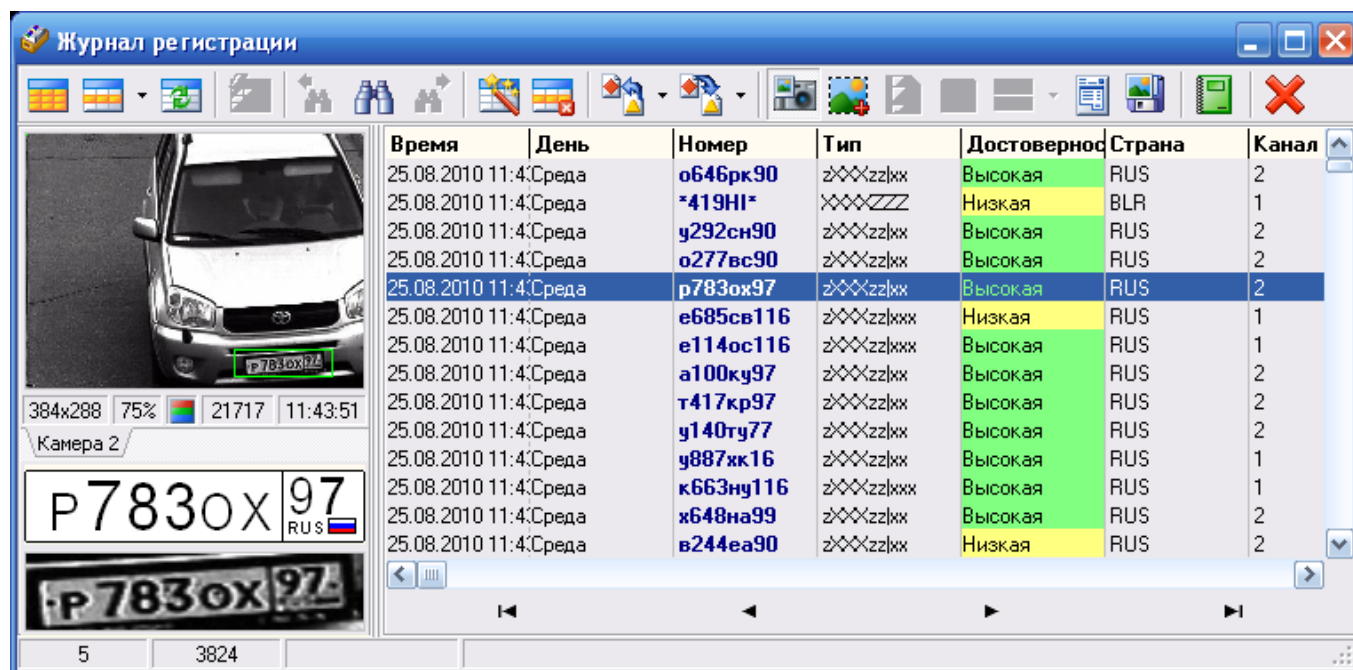 Журнал регистрации
Время День Номер Тип Достовернос Страна Канал
25.08.2010 11:4 Среда о646рк90 zXXXzz|xx Высокая RUS 2
25.08.2010 11:4 Среда *419HI* XXXXZZZ Низкая BLR 1
25.08.2010 11:4 Среда у292сн90 zXXXzz|xx Высокая RUS 2
25.08.2010 11:4 Среда о277вс90 zXXXzz|xx Высокая RUS 2
25.08.2010 11:4 Среда р783ох97 zXXXzz|xx Высокая RUS 2
25.08.2010 11:4 Среда е685св116 zXXXzz|xxx Низкая RUS 1
25.08.2010 11:4 Среда е114ос116 zXXXzz|xxx Высокая RUS 1
25.08.2010 11:4 Среда а100ку97 zXXXzz|xx Высокая RUS 2
25.08.2010 11:4 Среда т417кр97 zXXXzz|xx Высокая RUS 2
25.08.2010 11:4 Среда у140ту77 zXXXzz|xx Высокая RUS 2
25.08.2010 11:4 Среда у887хк16 zXXXzz|xx Высокая RUS 1
25.08.2010 11:4 Среда к663ну116 zXXXzz|xxx Высокая RUS 1
25.08.2010 11:4 Среда х648на99 zXXXzz|xx Высокая RUS 2
25.08.2010 11:4 Среда в244еа90 zXXXzz|xx Низкая RUS 2
Р783ОХ 97
384x288 75% 21717 11:43:51
Камера 2
Р783ОХ 97
RUS
Р783ОХ 97
5 3824